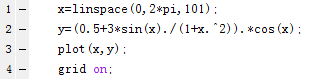 1 - x=linspace(0,2*pi,101);
2 - y=(0.5+3*sin(x)./(1+x.^2)).*cos(x);
3 - plot(x,y);
4 - grid on;